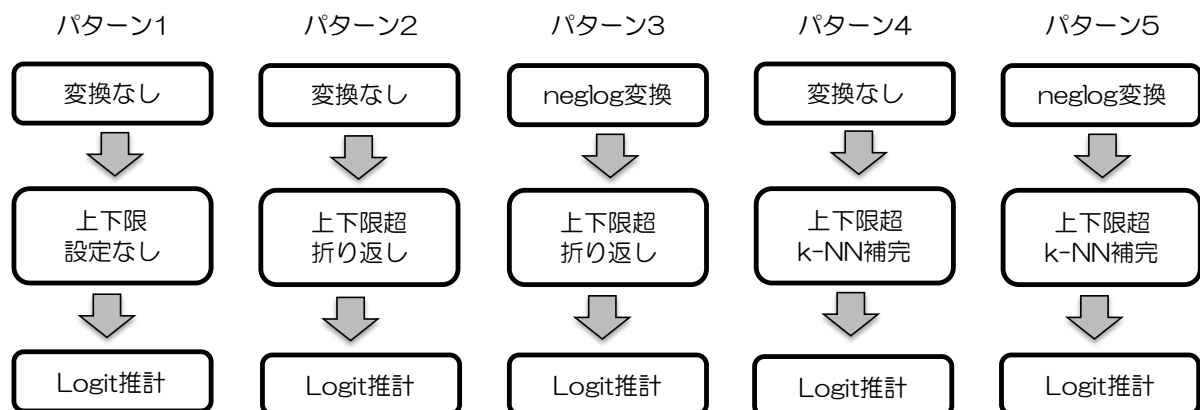 パターン1
パターン2
パターン3
パターン4
パターン5
変換なし
変換なし
neglog変換
変換なし
neglog変換
上下限
設定なし
上下限超
折り返し
上下限超
折り返し
上下限超
k-NN補完
上下限超
k-NN補完
Logit推計
Logit推計
Logit推計
Logit推計
Logit推計